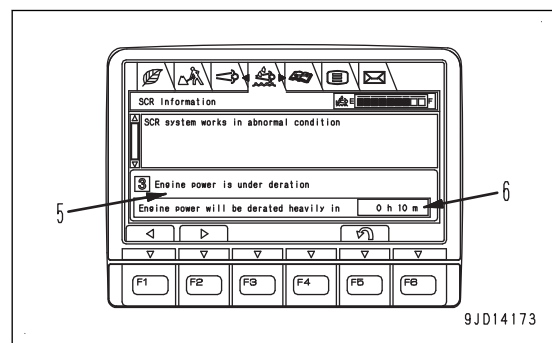 SCR Information
E F
SCR system works in abnormal condition
3 Engine power is under deration
Engine power will be derated heavily in 0 h 10 m
5
6
F1 F2 F3 F4 F5 F6
9JD14173